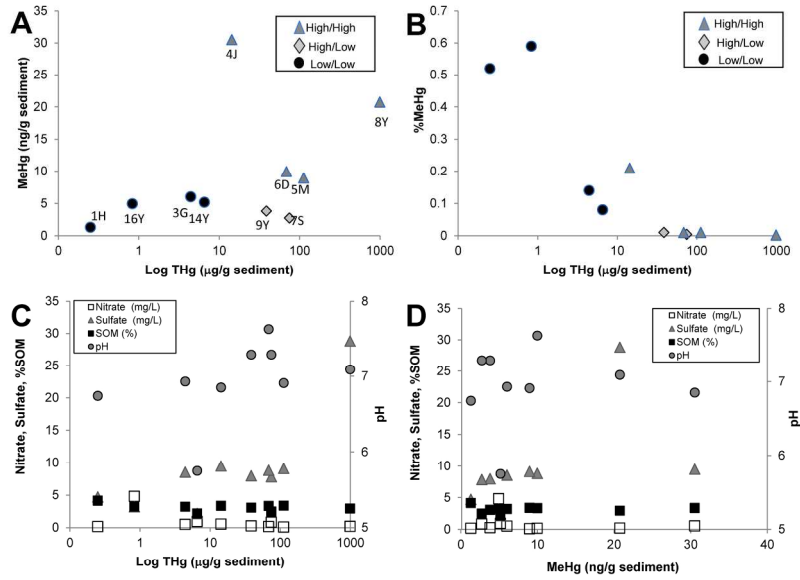 A
35
30
25
20
15
10
5
0
MeHg (ng/g sediment)
High/High
High/Low
Low/Low
4J
8Y
6D
5M
1H
16Y
3G
14Y
9Y
7S
0
1
10
100
1000
Log THg (µg/g sediment)
B
0.7
0.6
0.5
0.4
0.3
0.2
0.1
0
%MeHg
High/High
High/Low
Low/Low
0
1
10
100
1000
Log THg (µg/g sediment)
C
35
30
25
20
15
10
5
0
Nitrate, Sulfate, %SOM
Nitrate (mg/L)
Sulfate (mg/L)
SOM (%)
pH
8
7
6
5
pH
0
1
10
100
1000
Log THg (µg/g sediment)
D
35
30
25
20
15
10
5
0
Nitrate, Sulfate, %SOM
Nitrate (mg/L)
Sulfate (mg/L)
SOM (%)
pH
8
7
6
5
pH
0
10
20
30
40
MeHg (ng/g sediment)